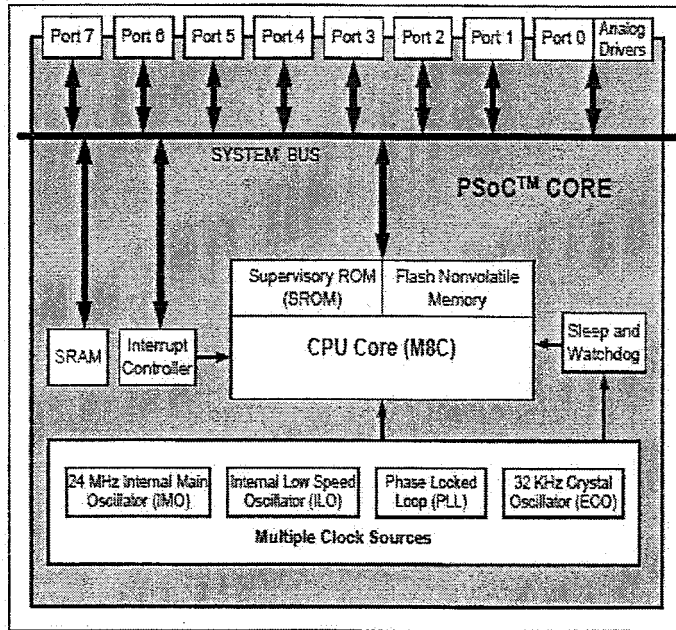 Port 7 Port 6 Port 5 Port 4 Port 3 Port 2 Port 1 Port 0 Analog
Drivers
SYSTEM BUS
PSoC™ CORE
Supervisory ROM
(SROM)
Flash Nonvolatile
Memory
SRAM
Interrupt
Controller
CPU Core (M8C)
Sleep and
Watchdog
24 MHz Internal Main
Oscillator (IMO)
Internal Low Speed
Oscillator (ILO)
Phase Locked
Loop (PLL)
32 KHz Crystal
Oscillator (ECO)
Multiple Clock Sources